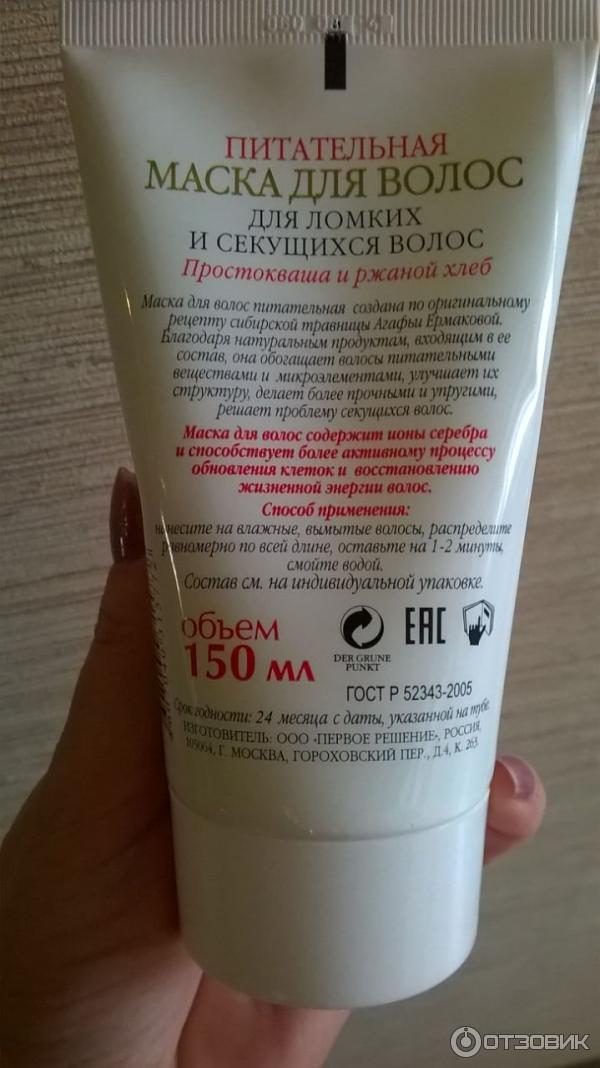 ПИТАТЕЛЬНАЯ
МАСКА ДЛЯ ВОЛОС
ДЛЯ ЛОМКИХ
И СЕКУЩИХСЯ ВОЛОС
Простокваша и ржаной хлеб
Маска для волос питательная создана по оригинальному
рецепту сибирской травницы Агафьи Ермаковой.
Благодаря натуральным продуктам, входящим в ее
состав, она обогащает волосы питательными
веществами и микроэлементами, улучшает их
структуру, делает более прочными и упругими,
решает проблему секущихся волос.
Маска для волос содержит ионы серебра
и способствует более активному процессу
обновления клеток и восстановлению
жизненной энергии волос.
Способ применения:
нанесите на влажные, вымытые волосы, распределите
равномерно по всей длине, оставьте на 1-2 минуты,
смойте водой.
Состав см. на индивидуальной упаковке.
объем
150 мл
DER GRUNE
PUNKT
EAC
ГОСТ Р 52343-2005
Срок годности: 24 месяца с даты, указанной на тубе.
ИЗГОТОВИТЕЛЬ: ООО «ПЕРВОЕ РЕШЕНИЕ», РОССИЯ,
105064, Г. МОСКВА, ГОРОХОВСКИЙ ПЕР., Д.4, К. 263.
ОТЗОВИК